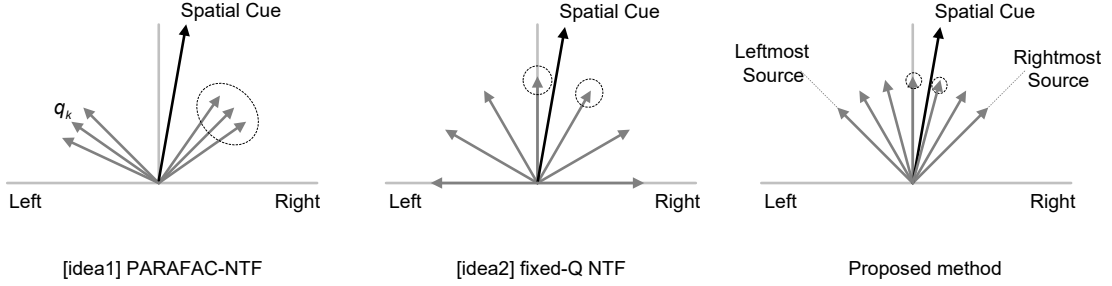 Spatial Cue
q_k
Left
Right
[idea1] PARAFAC-NTF
Spatial Cue
Left
Right
[idea2] fixed-Q NTF
Spatial Cue
Leftmost
Source
Rightmost
Source
Left
Right
Proposed method